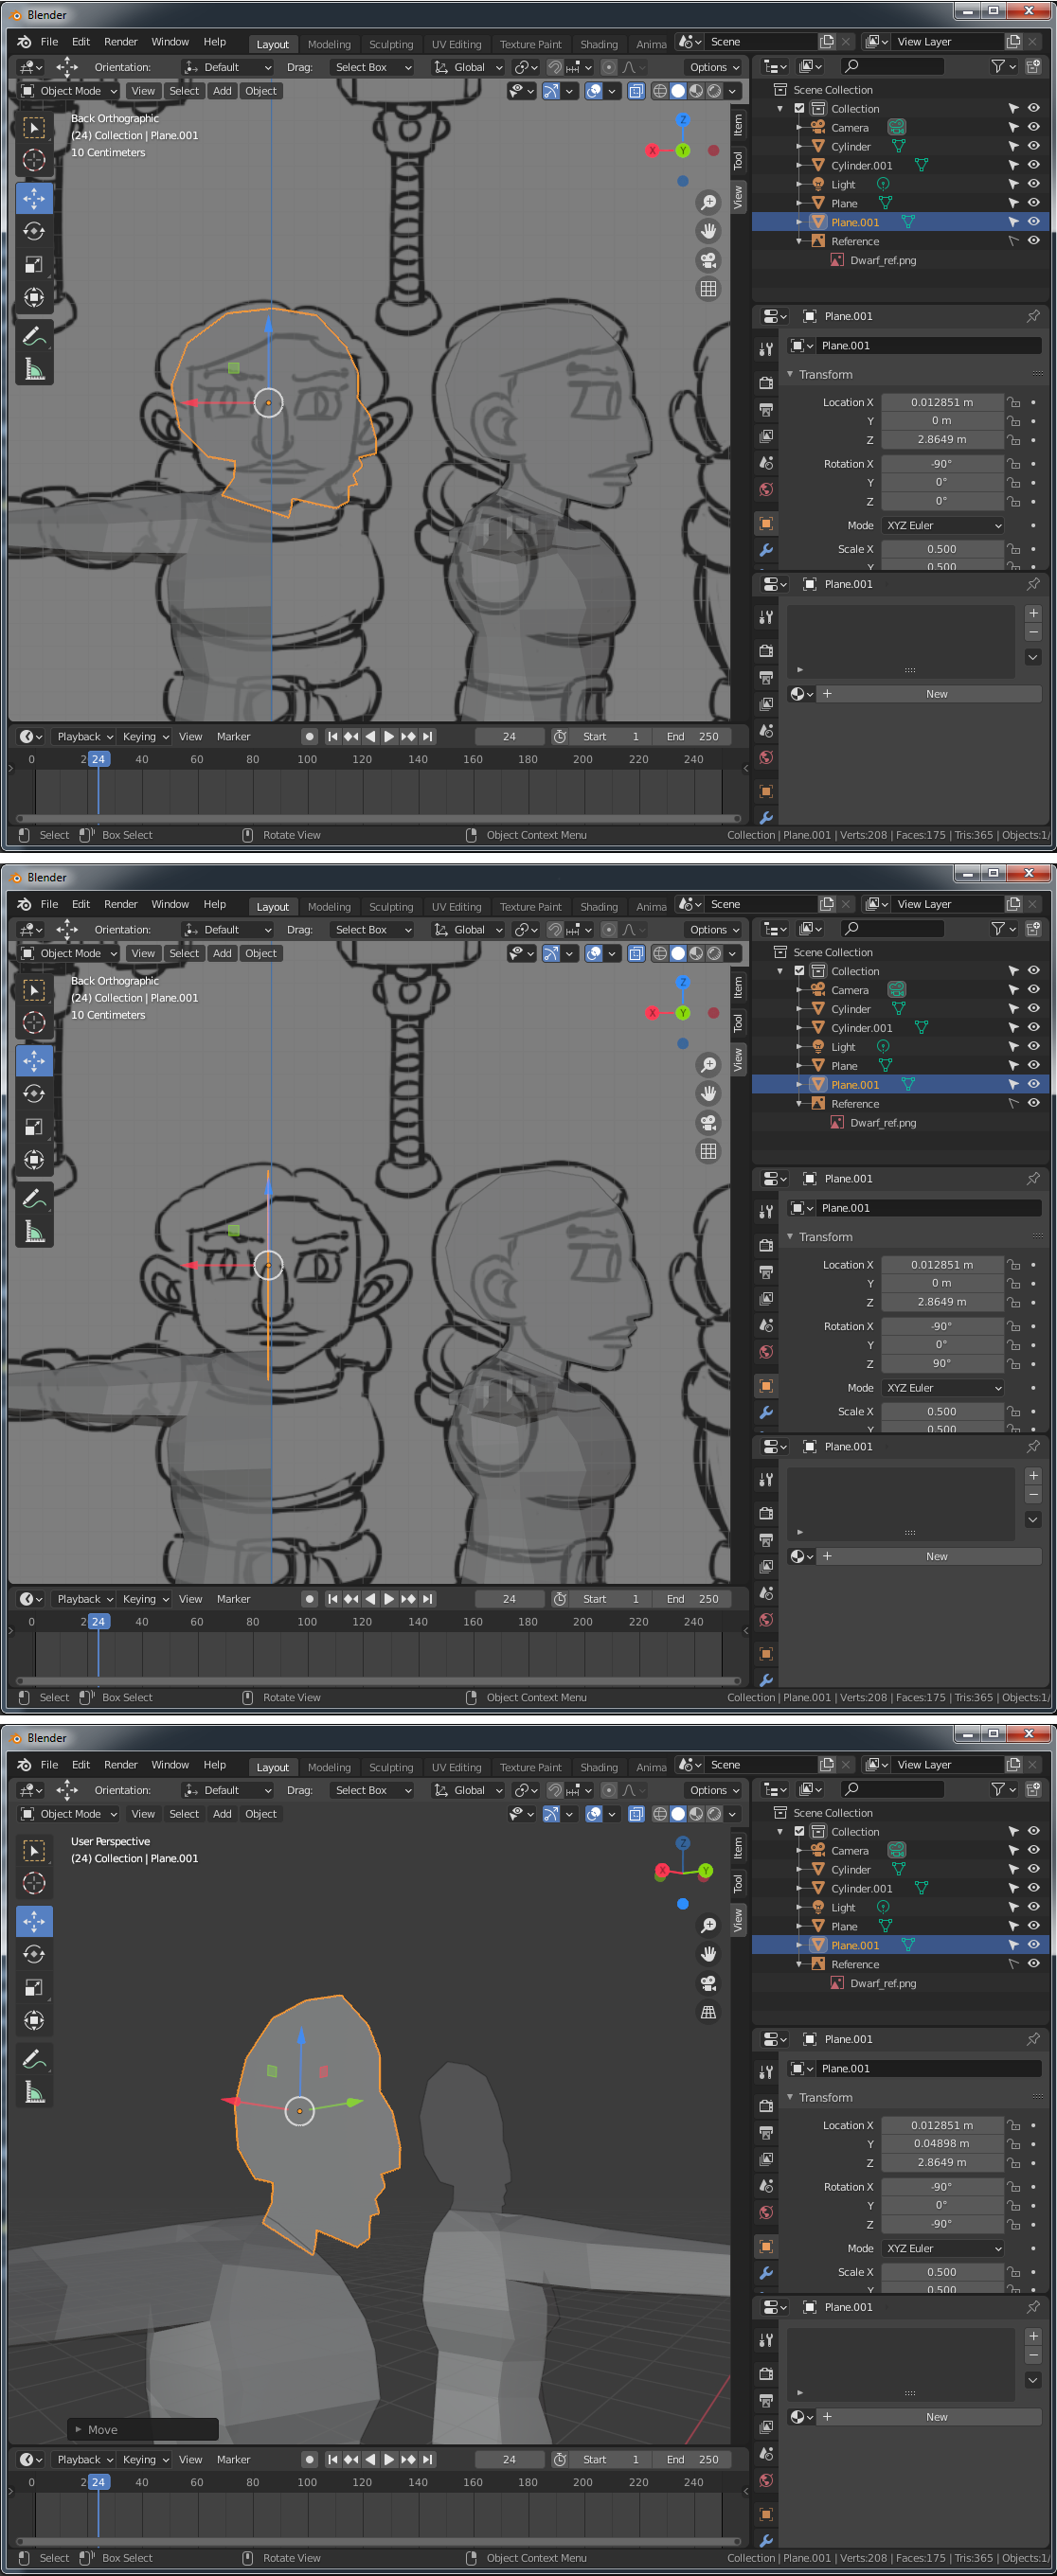 Blender
File Edit Render Window Help Layout Modeling Sculpting UV Editing Texture Paint Shading Anima Scene View Layer
Orientation: Default Drag: Select Box Global Options
Object Mode View Select Add Object
Back Orthographic
(24) Collection | Plane.001
10 Centimeters
Z
X
Y
Item
Tool
View
Scene Collection
Collection
Camera
Cylinder
Cylinder.001
Light
Plane
Plane.001
Reference
Dwarf_ref.png
Plane.001
Plane.001
Transform
Location X 0.012851 m
Y 0 m
Z 2.8649 m
Rotation X -90°
Y 0°
Z 0°
Mode XYZ Euler
Scale X 0.500
Y 0.500
Plane.001
New
Playback Keying View Marker 24 Start 1 End 250
0 2 24 40 60 80 100 120 140 160 180 200 220 240
Select Box Select Rotate View Object Context Menu Collection | Plane.001 | Verts:208 | Faces:175 | Tris:365 | Objects:1/
Blender
File Edit Render Window Help Layout Modeling Sculpting UV Editing Texture Paint Shading Anima Scene View Layer
Orientation: Default Drag: Select Box Global Options
Object Mode View Select Add Object
Back Orthographic
(24) Collection | Plane.001
10 Centimeters
Z
X
Y
Item
Tool
View
Scene Collection
Collection
Camera
Cylinder
Cylinder.001
Light
Plane
Plane.001
Reference
Dwarf_ref.png
Plane.001
Plane.001
Transform
Location X 0.012851 m
Y 0 m
Z 2.8649 m
Rotation X -90°
Y 0°
Z 90°
Mode XYZ Euler
Scale X 0.500
Y 0.500
Plane.001
New
Playback Keying View Marker 24 Start 1 End 250
0 2 24 40 60 80 100 120 140 160 180 200 220 240
Select Box Select Rotate View Object Context Menu Collection | Plane.001 | Verts:208 | Faces:175 | Tris:365 | Objects:1/
Blender
File Edit Render Window Help Layout Modeling Sculpting UV Editing Texture Paint Shading Anima Scene View Layer
Orientation: Default Drag: Select Box Global Options
Object Mode View Select Add Object
User Perspective
(24) Collection | Plane.001
Z
X
Y
Item
Tool
View
Scene Collection
Collection
Camera
Cylinder
Cylinder.001
Light
Plane
Plane.001
Reference
Dwarf_ref.png
Plane.001
Plane.001
Transform
Location X 0.012851 m
Y 0.04898 m
Z 2.8649 m
Rotation X -90°
Y 0°
Z -90°
Mode XYZ Euler
Scale X 0.500
Y 0.500
Plane.001
New
Move
Playback Keying View Marker 24 Start 1 End 250
0 2 24 40 60 80 100 120 140 160 180 200 220 240
Select Box Select Rotate View Object Context Menu Collection | Plane.001 | Verts:208 | Faces:175 | Tris:365 | Objects:1/